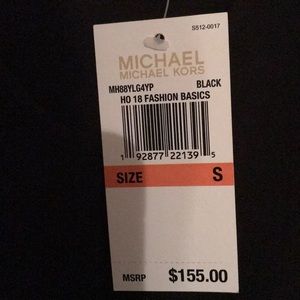 S512-0017
MICHAEL
MICHAEL KORS
MH88YLG4YP BLACK
HO 18 FASHION BASICS
1 92877 22139 5
SIZE S
MSRP $155.00